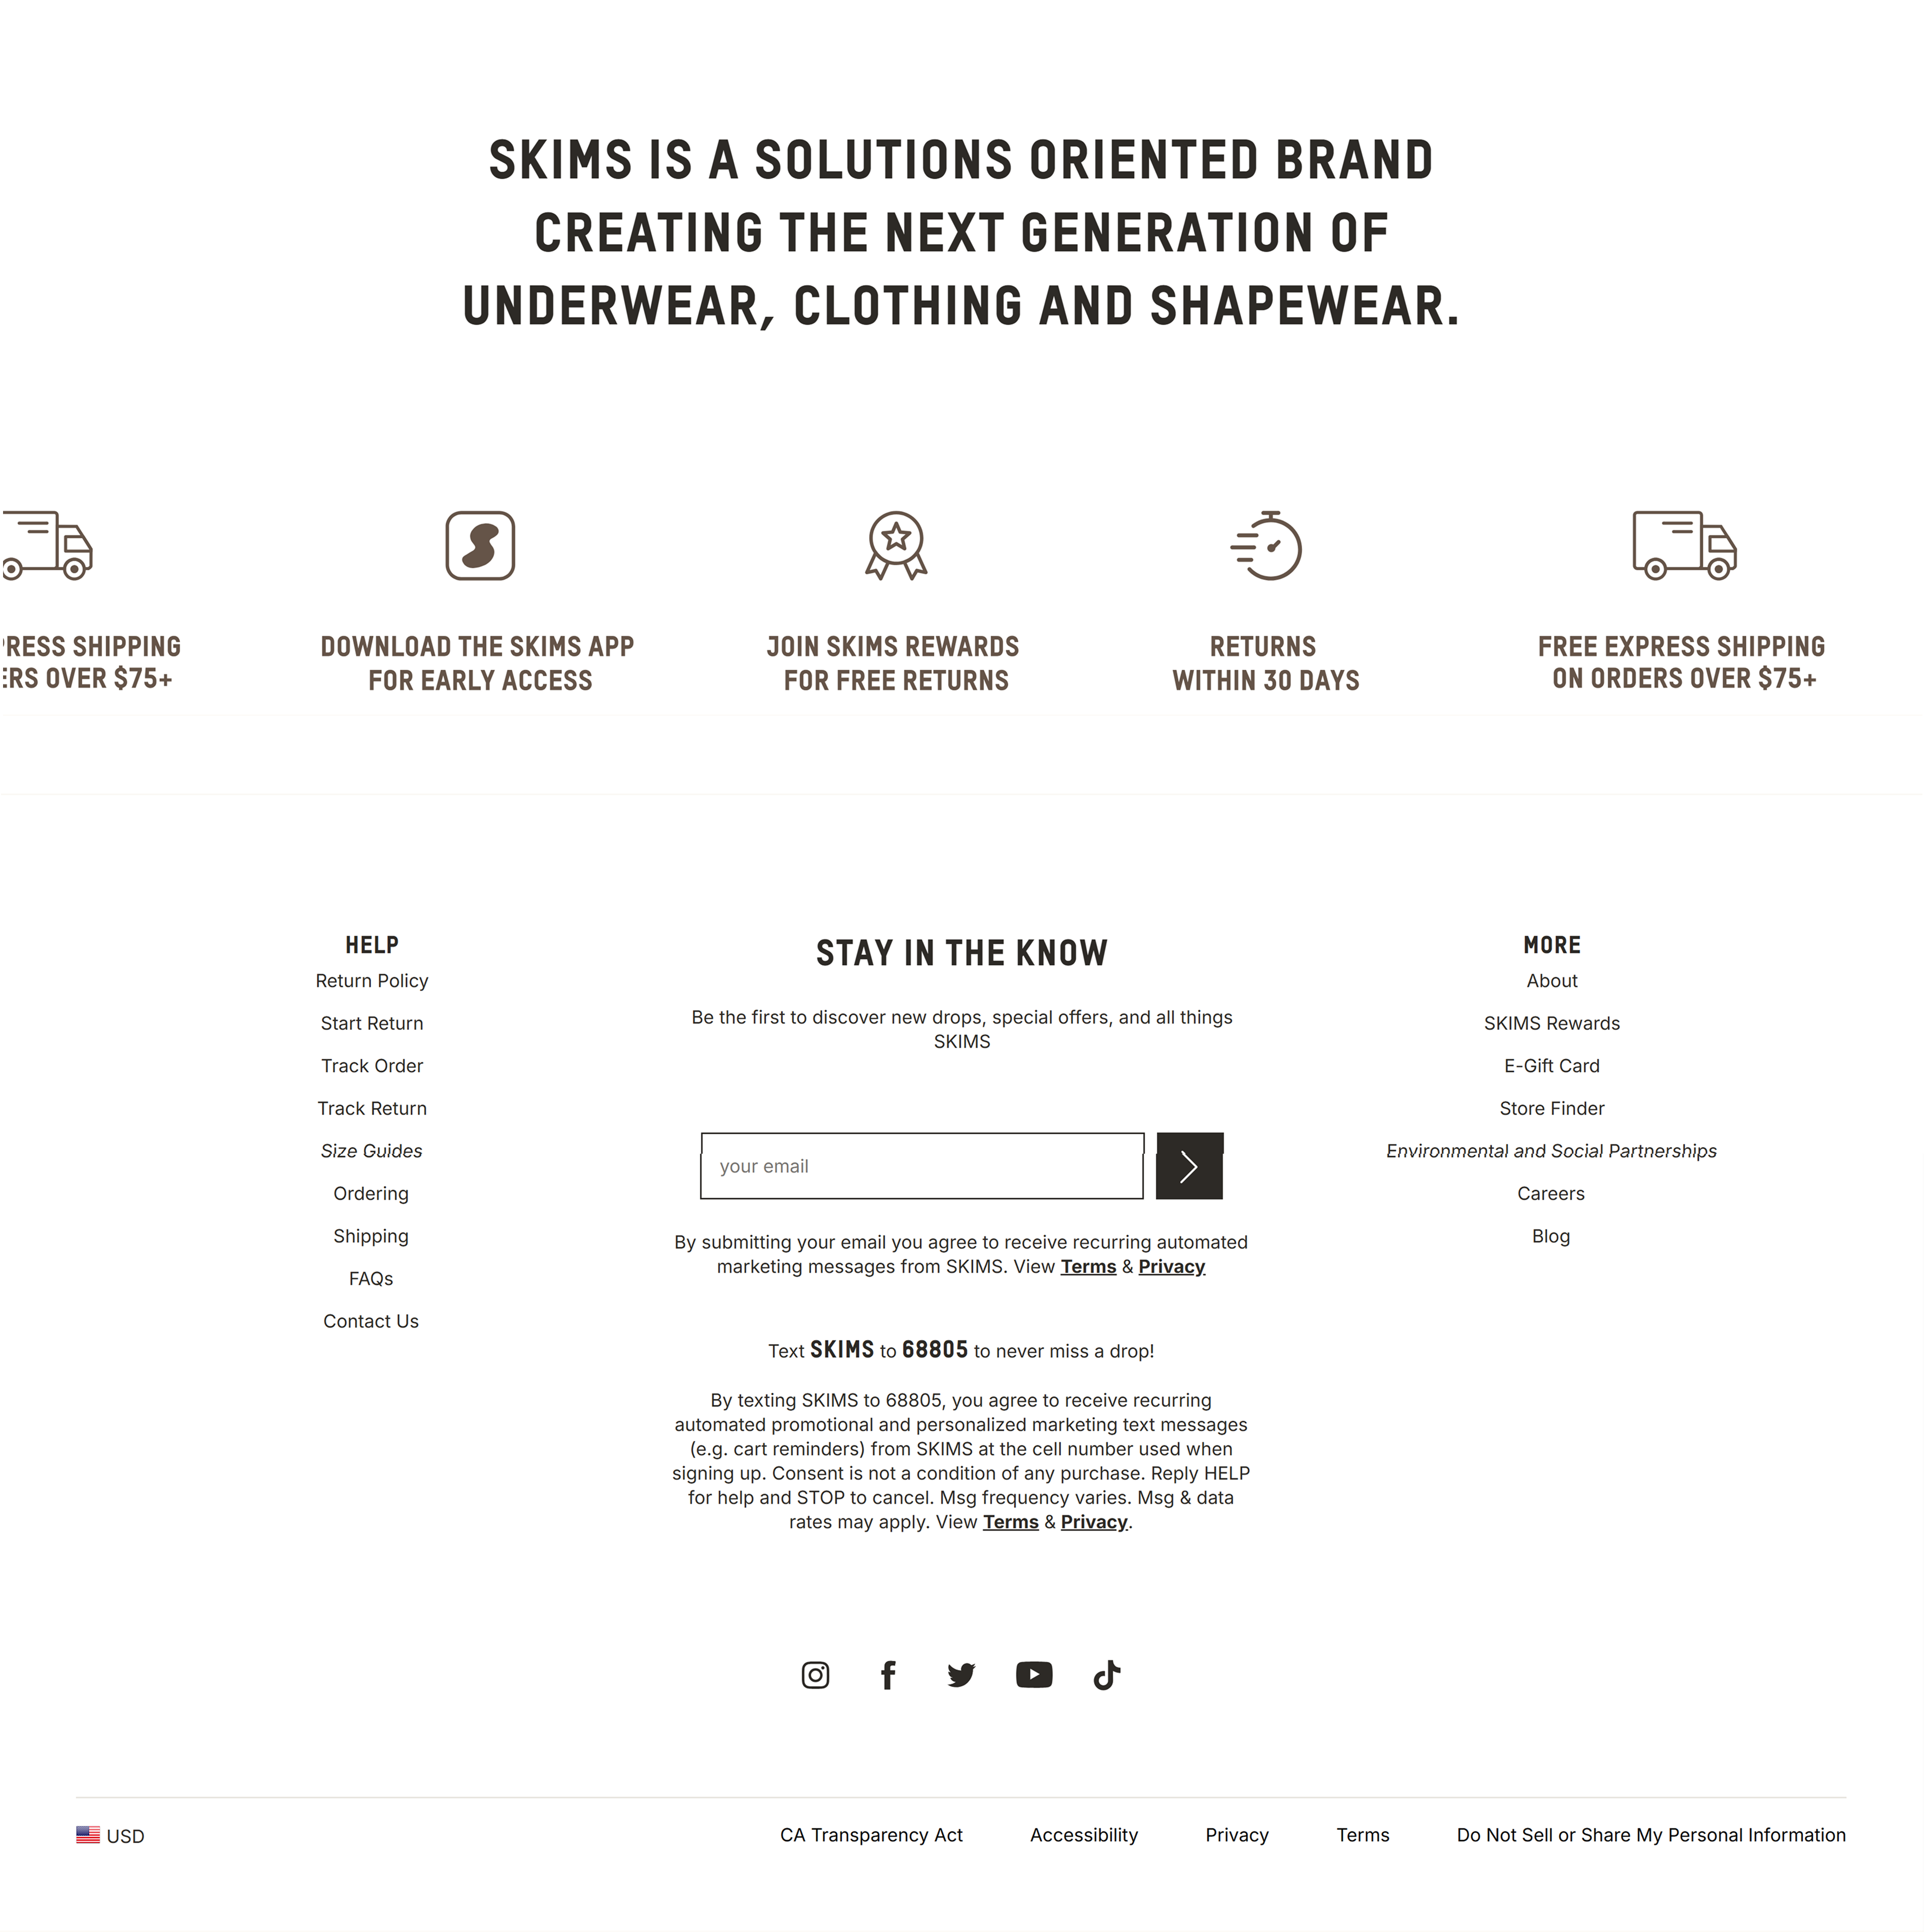 SKIMS IS A SOLUTIONS ORIENTED BRAND
CREATING THE NEXT GENERATION OF
UNDERWEAR, CLOTHING AND SHAPEWEAR.
SHIPPING
OVER $75+
DOWNLOAD THE SKIMS APP
FOR EARLY ACCESS
JOIN SKIMS REWARDS
FOR FREE RETURNS
RETURNS
WITHIN 30 DAYS
FREE EXPRESS SHIPPING
ON ORDERS OVER $75+
HELP
Return Policy
Start Return
Track Order
Track Return
Size Guides
Ordering
Shipping
FAQs
Contact Us
STAY IN THE KNOW
Be the first to discover new drops, special offers, and all things
SKIMS
your email
By submitting your email you agree to receive recurring automated
marketing messages from SKIMS. View Terms & Privacy
Text SKIMS to 68805 to never miss a drop!
By texting SKIMS to 68805, you agree to receive recurring
automated promotional and personalized marketing text messages
(e.g. cart reminders) from SKIMS at the cell number used when
signing up. Consent is not a condition of any purchase. Reply HELP
for help and STOP to cancel. Msg frequency varies. Msg & data
rates may apply. View Terms & Privacy.
MORE
About
SKIMS Rewards
E-Gift Card
Store Finder
Environmental and Social Partnerships
Careers
Blog
USD
CA Transparency Act
Accessibility
Privacy
Terms
Do Not Sell or Share My Personal Information